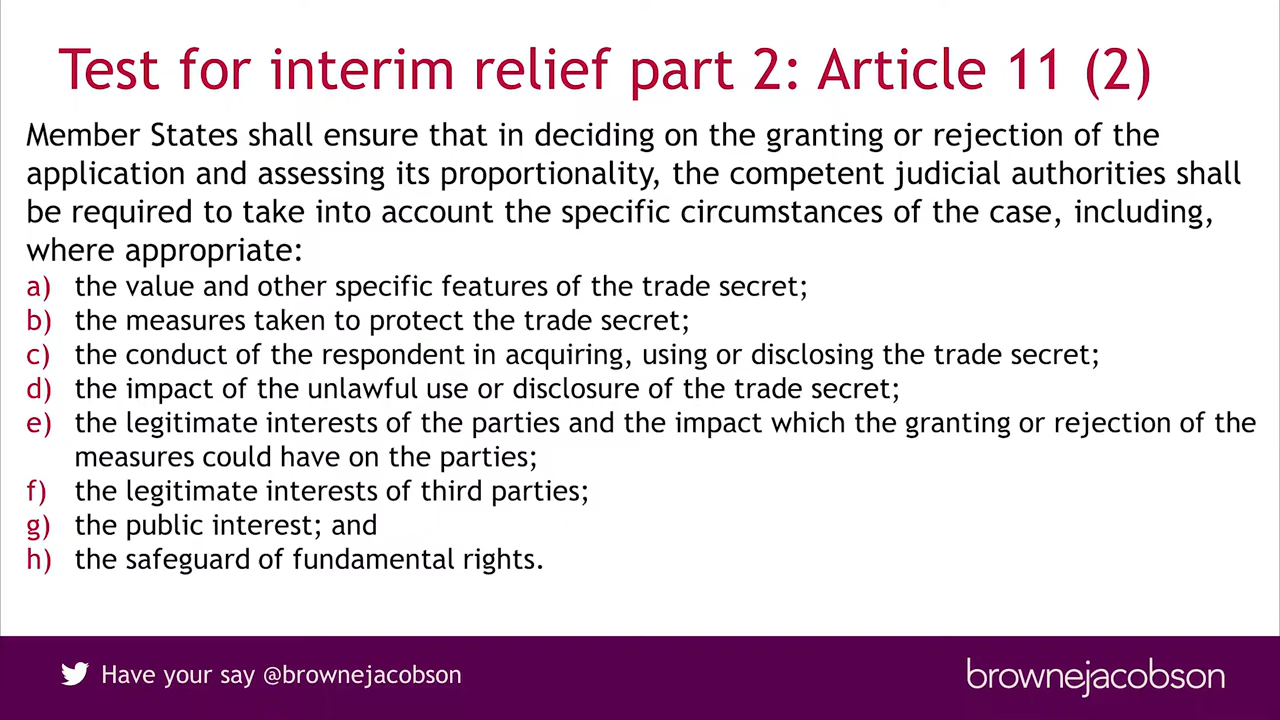 Test for interim relief part 2: Article 11 (2)
Member States shall ensure that in deciding on the granting or rejection of the
application and assessing its proportionality, the competent judicial authorities shall
be required to take into account the specific circumstances of the case, including,
where appropriate:
a) the value and other specific features of the trade secret;
b) the measures taken to protect the trade secret;
c) the conduct of the respondent in acquiring, using or disclosing the trade secret;
d) the impact of the unlawful use or disclosure of the trade secret;
e) the legitimate interests of the parties and the impact which the granting or rejection of the
measures could have on the parties;
f) the legitimate interests of third parties;
g) the public interest; and
h) the safeguard of fundamental rights.
Have your say @brownejacobson
brownejacobson